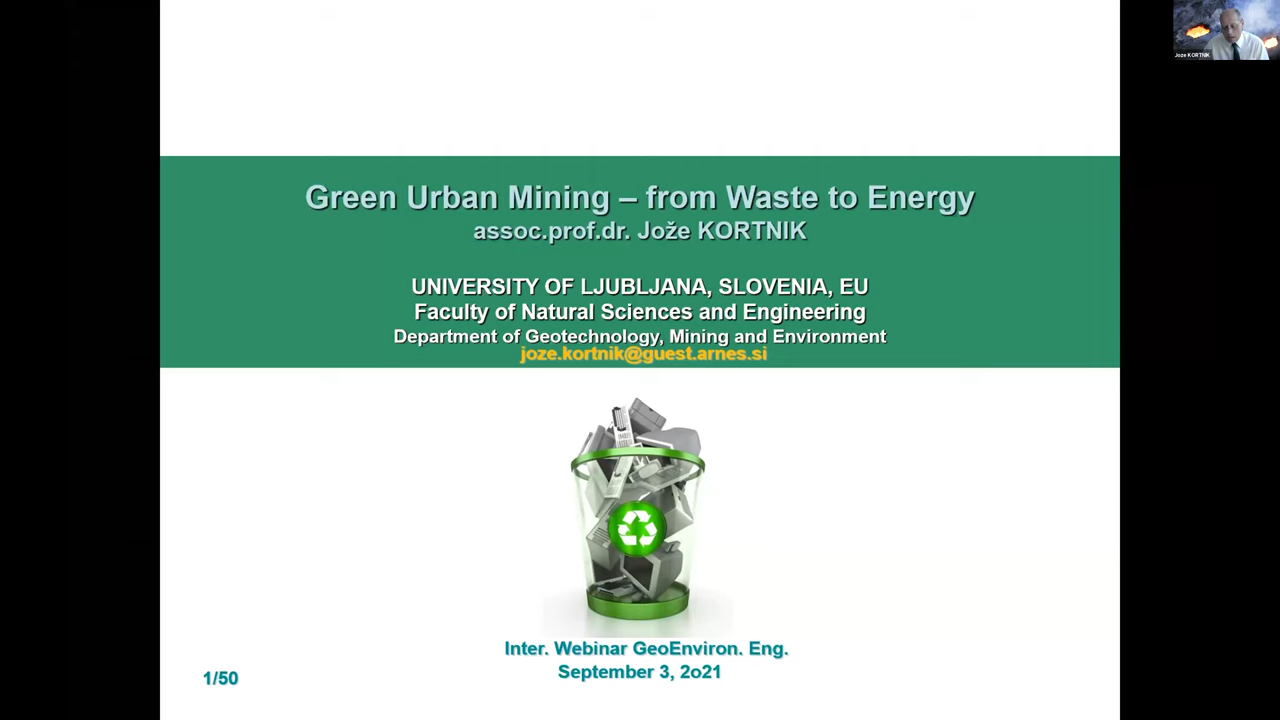 Joze KORTNIK
Green Urban Mining – from Waste to Energy
assoc.prof.dr. Jože KORTNIK
UNIVERSITY OF LJUBLJANA, SLOVENIA, EU
Faculty of Natural Sciences and Engineering
Department of Geotechnology, Mining and Environment
joze.kortnik@guest.arnes.si
Inter. Webinar GeoEnviron. Eng.
September 3, 2o21
1/50